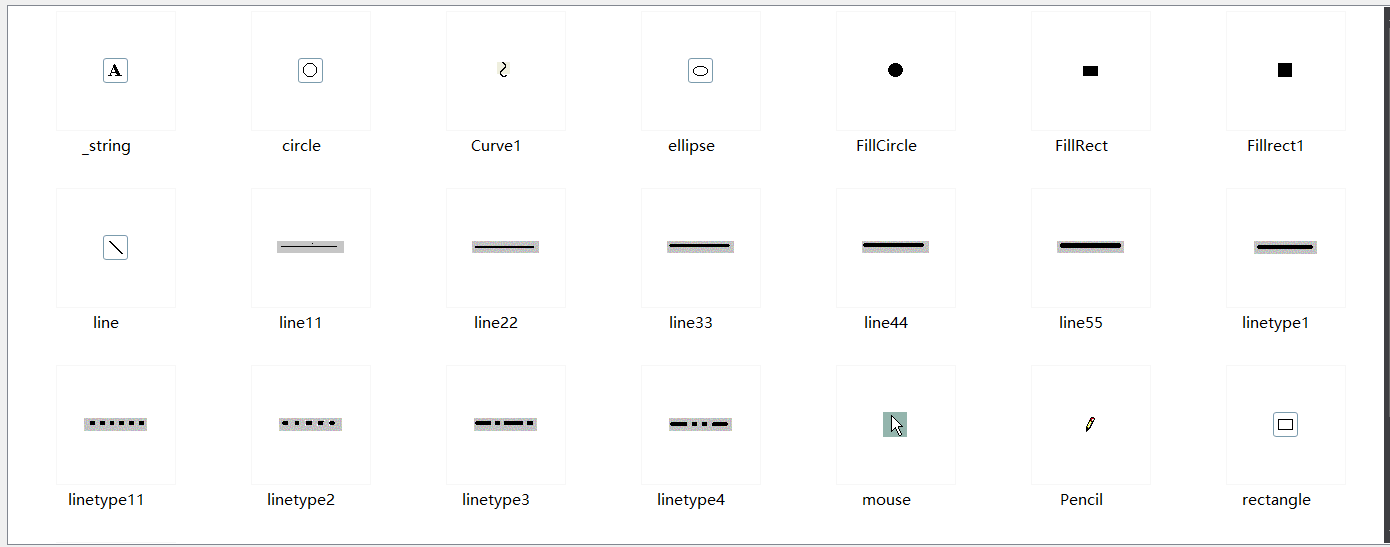 A
_string circle Curve1 ellipse FillCircle FillRect Fillrect1
line line11 line22 line33 line44 line55 linetype1
linetype11 linetype2 linetype3 linetype4 mouse Pencil rectangle